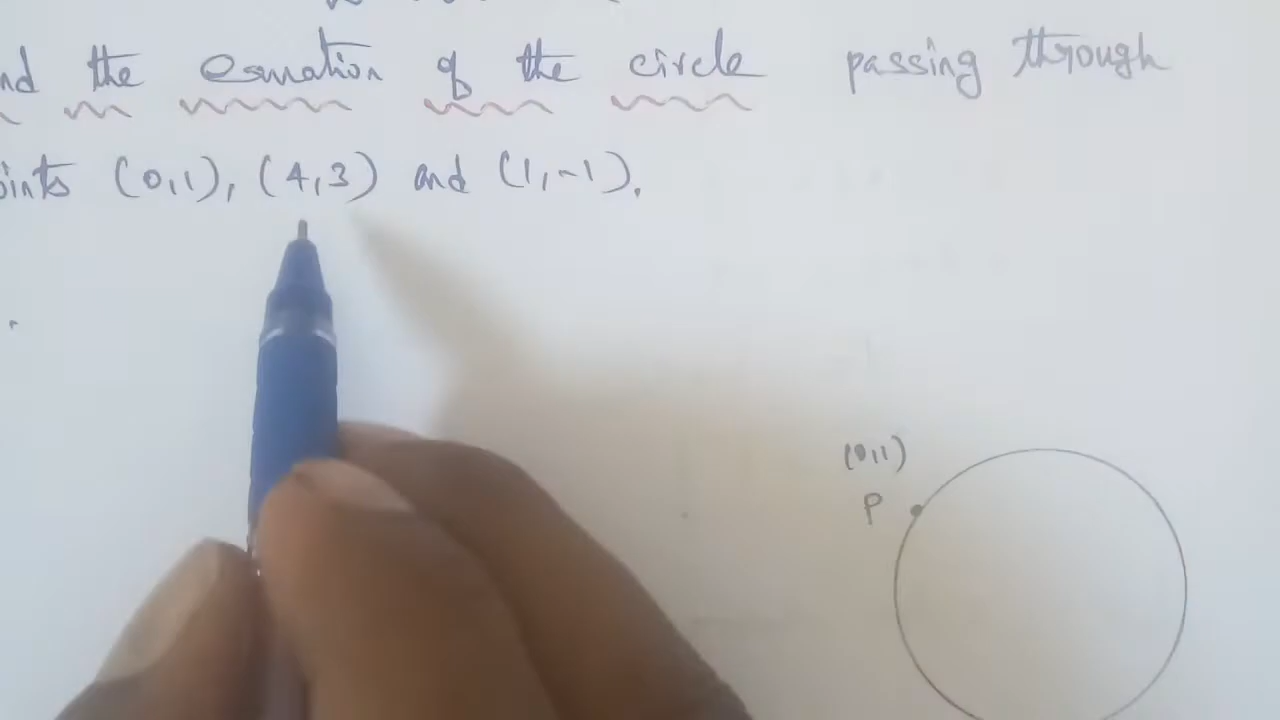 nd the equation of the circle passing through
oints (0,1), (4,3) and (1,-1).
(0,1)
P